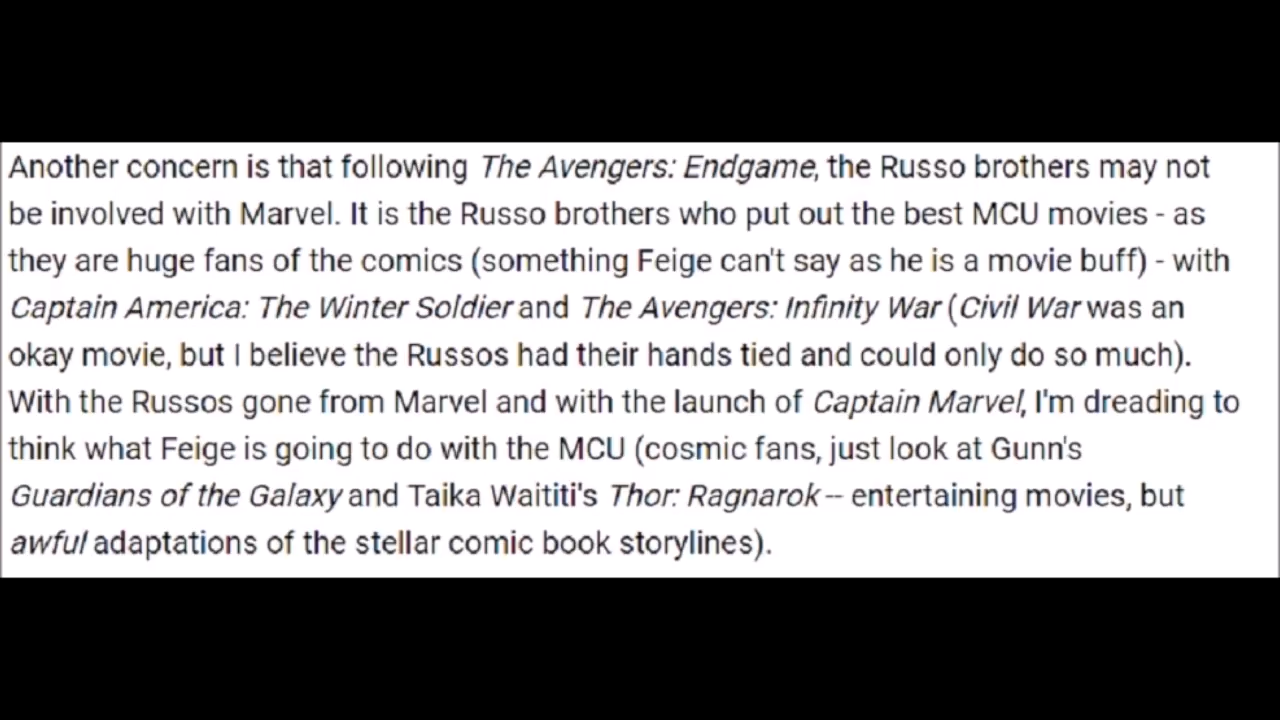 Another concern is that following The Avengers: Endgame, the Russo brothers may not
be involved with Marvel. It is the Russo brothers who put out the best MCU movies - as
they are huge fans of the comics (something Feige can't say as he is a movie buff) - with
Captain America: The Winter Soldier and The Avengers: Infinity War (Civil War was an
okay movie, but I believe the Russos had their hands tied and could only do so much).
With the Russos gone from Marvel and with the launch of Captain Marvel, I'm dreading to
think what Feige is going to do with the MCU (cosmic fans, just look at Gunn's
Guardians of the Galaxy and Taika Waititi's Thor: Ragnarok -- entertaining movies, but
awful adaptations of the stellar comic book storylines).